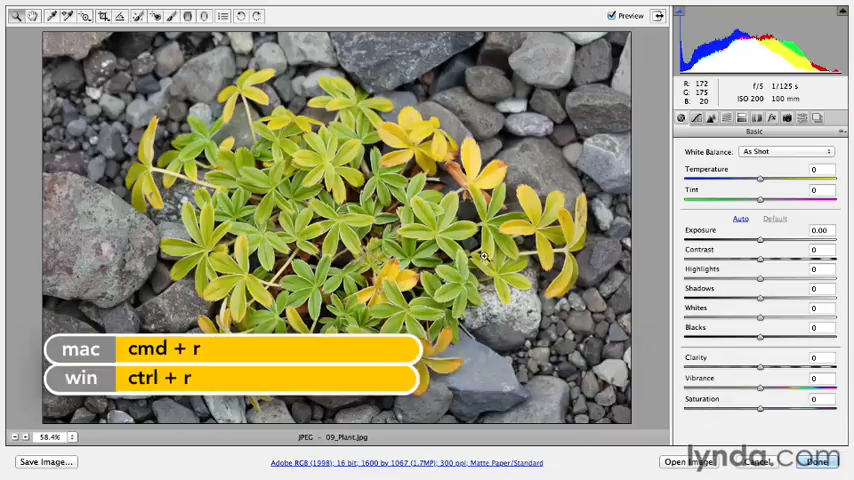 Preview
R: 172
G: 175
B: 20
f/5 1/125 s
ISO 200 100 mm
Basic
White Balance: As Shot
Temperature 0
Tint 0
Auto Default
Exposure 0.00
Contrast 0
Highlights 0
Shadows 0
Whites 0
Blacks 0
Clarity 0
Vibrance 0
Saturation 0
mac cmd + r
win ctrl + r
58.4%
JPEG - 09_Plant.jpg
Save Image...
Adobe RGB (1998); 16 bit; 1600 by 1067 (1.7MP); 300 ppi; Matte Paper/Standard
Open Image
Cancel
Done
lynda.com